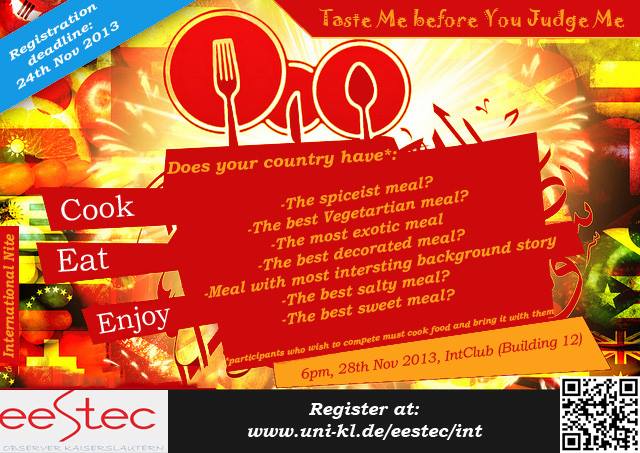 Registration
deadline:
24th Nov 2013
Taste Me before You Judge Me
Does your country have*:
Cook
Eat
Enjoy
-The spiceist meal?
-The best Vegetartian meal?
-The most exotic meal
-The best decorated meal?
-Meal with most intersting background story
-The best salty meal?
-The best sweet meal?
*participants who wish to compete must cook food and bring it with them
6pm, 28th Nov 2013, IntClub (Building 12)
International Nite
eestec
OBSERVER KAISERSLAUTERN
Register at:
www.uni-kl.de/eestec/int